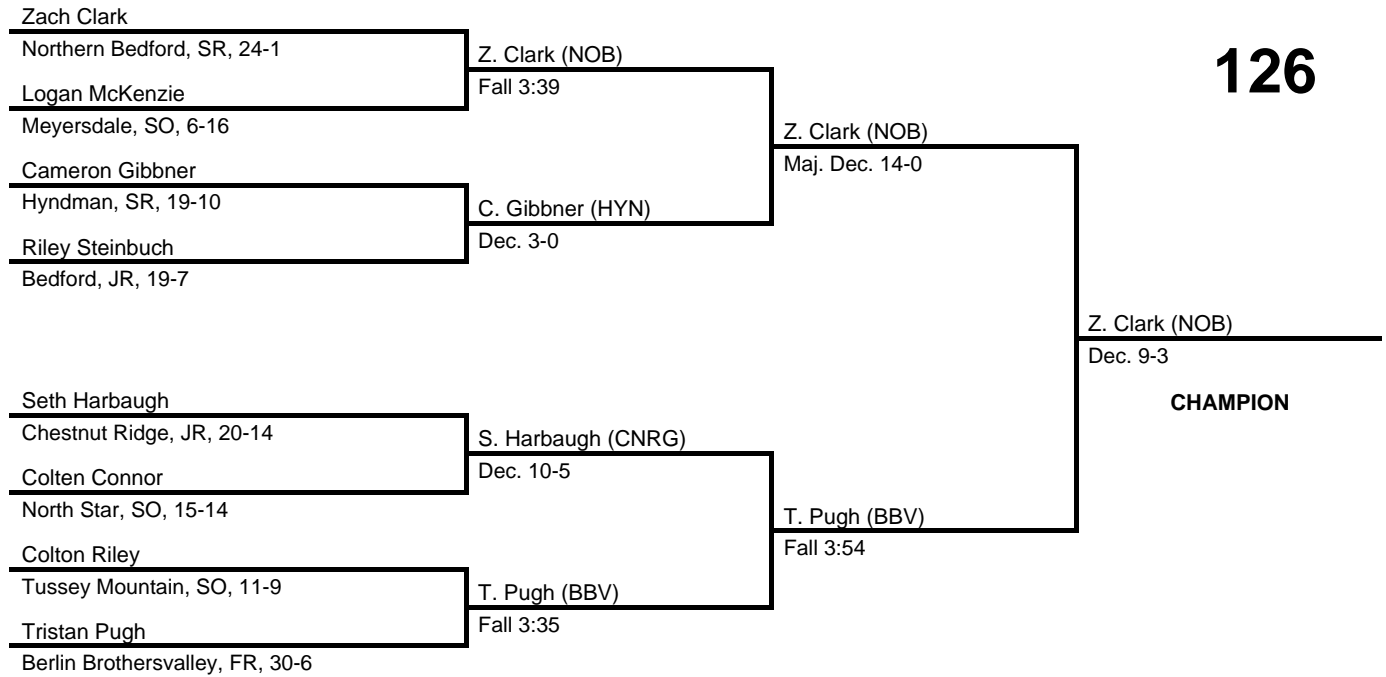 126
Zach Clark
Northern Bedford, SR, 24-1
Logan McKenzie
Meyersdale, SO, 6-16
Cameron Gibbner
Hyndman, SR, 19-10
Riley Steinbuch
Bedford, JR, 19-7
Seth Harbaugh
Chestnut Ridge, JR, 20-14
Colten Connor
North Star, SO, 15-14
Colton Riley
Tussey Mountain, SO, 11-9
Tristan Pugh
Berlin Brothersvalley, FR, 30-6
Z. Clark (NOB)
Fall 3:39
C. Gibbner (HYN)
Dec. 3-0
S. Harbaugh (CNRG)
Dec. 10-5
T. Pugh (BBV)
Fall 3:35
Z. Clark (NOB)
Maj. Dec. 14-0
T. Pugh (BBV)
Fall 3:54
Z. Clark (NOB)
Dec. 9-3
CHAMPION